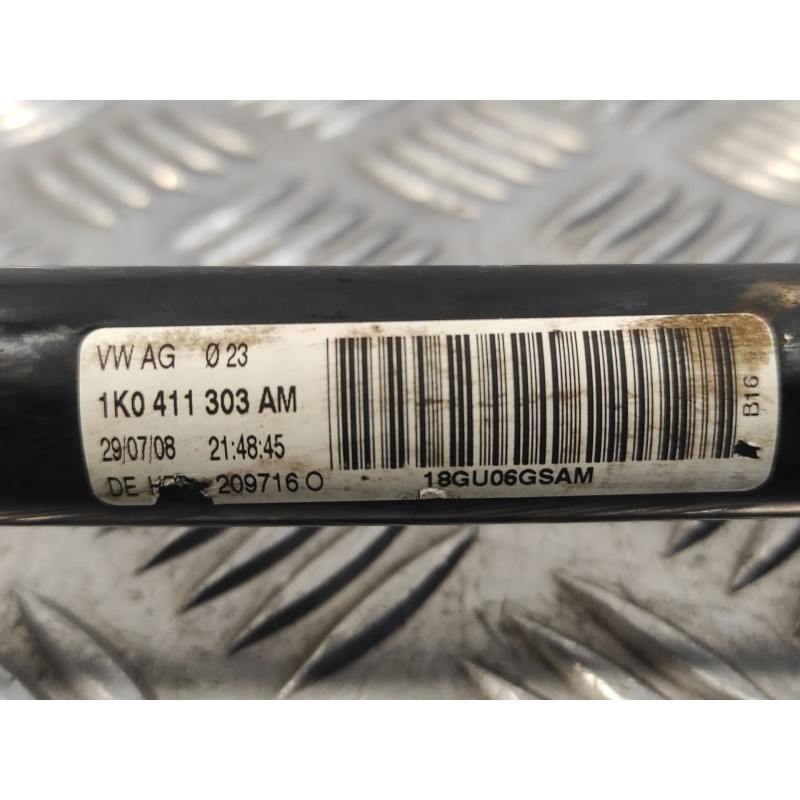 VW AG Ø 23
1K0 411 303 AM
29/07/08 21:48:45
DE 209716 O
18GU06GSAM
B16